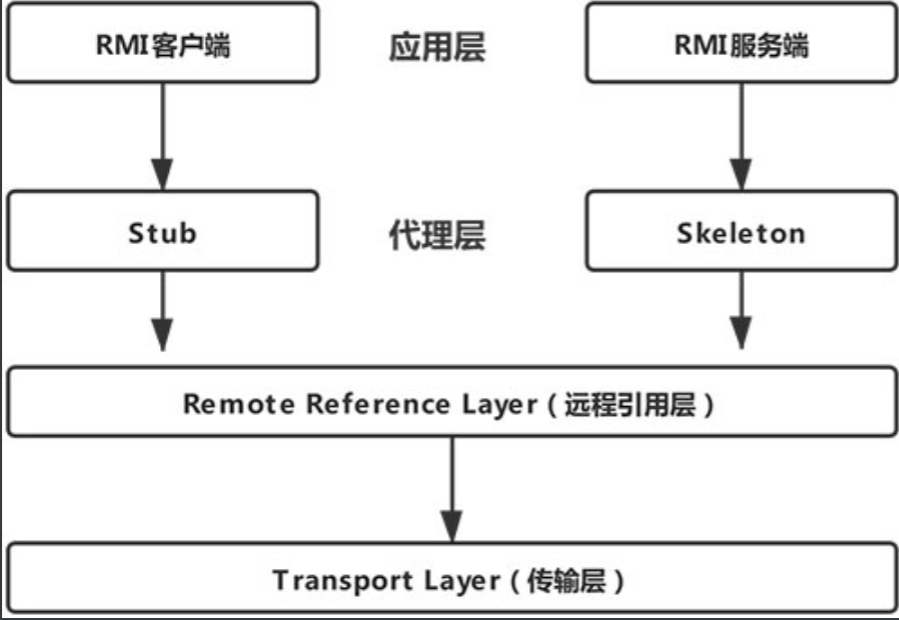 RMI客户端
应用层
RMI服务端
Stub
代理层
Skeleton
Remote Reference Layer（远程引用层）
Transport Layer（传输层）